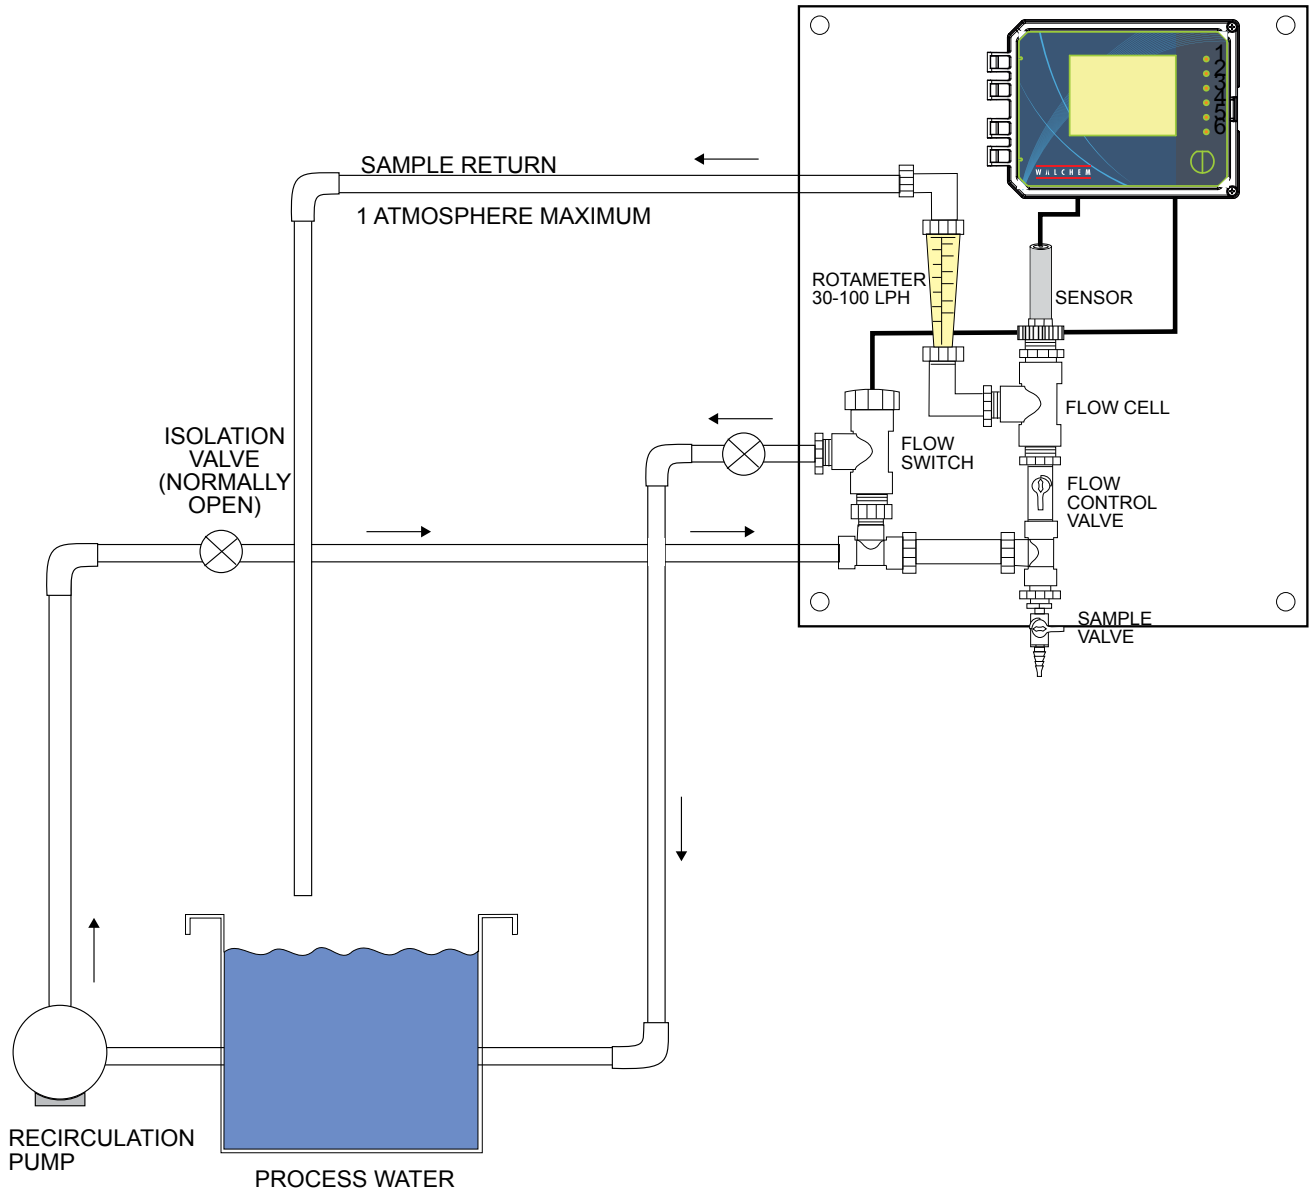 1
2
3
4
5
6
WALCHEM
SAMPLE RETURN
1 ATMOSPHERE MAXIMUM
ROTAMETER
30-100 LPH
SENSOR
FLOW CELL
ISOLATION
VALVE
(NORMALLY
OPEN)
FLOW
SWITCH
FLOW
CONTROL
VALVE
SAMPLE
VALVE
RECIRCULATION
PUMP
PROCESS WATER